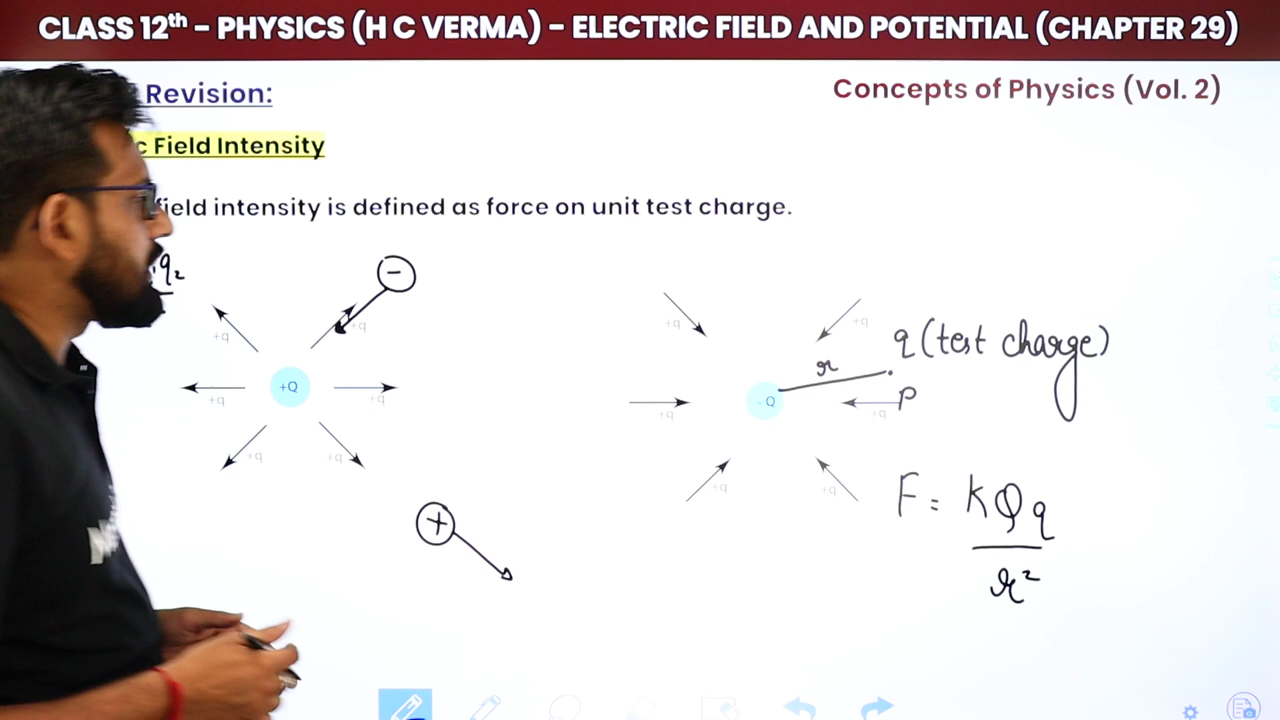 CLASS 12th – PHYSICS (H C VERMA) – ELECTRIC FIELD AND POTENTIAL (CHAPTER 29)
Revision:
Concepts of Physics (Vol. 2)
c Field Intensity
field intensity is defined as force on unit test charge.
q₂
−
+q
+q
+q
+q
q (test charge)
+q
r
+Q
- Q
+q
+q
+q
+q
P
+q
+q
+q
+q
F = KQq
r²
+